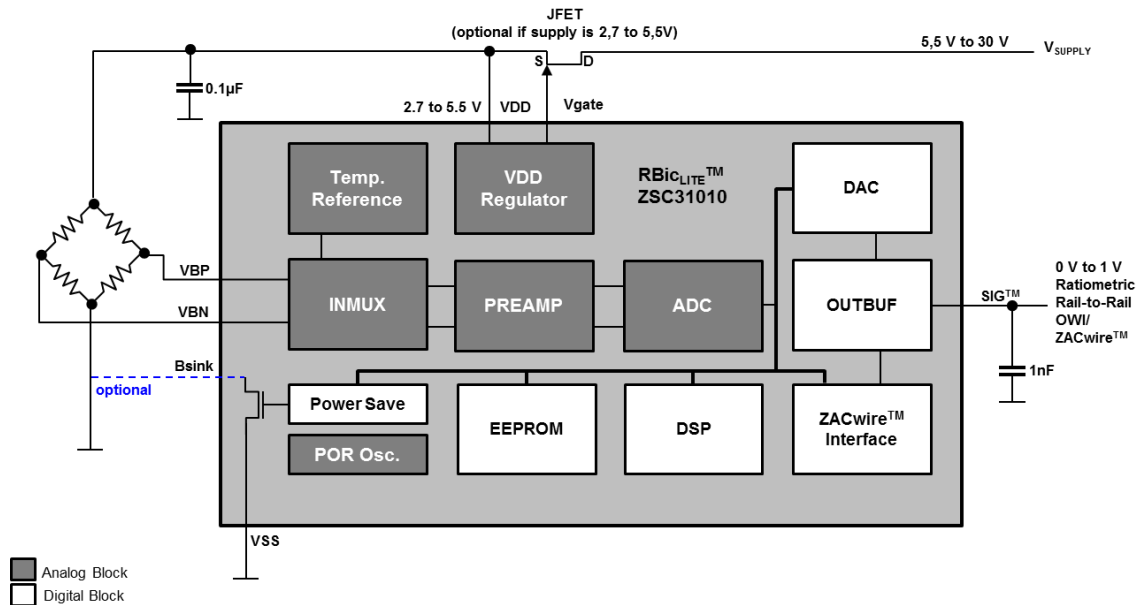 JFET
(optional if supply is 2,7 to 5,5V)
5,5 V to 30 V
VSUPPLY
S
D
0.1µF
2.7 to 5.5 V
VDD
Vgate
Temp.
Reference
VDD
Regulator
RBicLITE™
ZSC31010
DAC
VBP
VBN
INMUX
PREAMP
ADC
OUTBUF
SIG™
0 V to 1 V
Ratiometric
Rail-to-Rail
OWI/
ZACwire™
1nF
Bsink
optional
Power Save
POR Osc.
EEPROM
DSP
ZACwire™
Interface
VSS
Analog Block
Digital Block